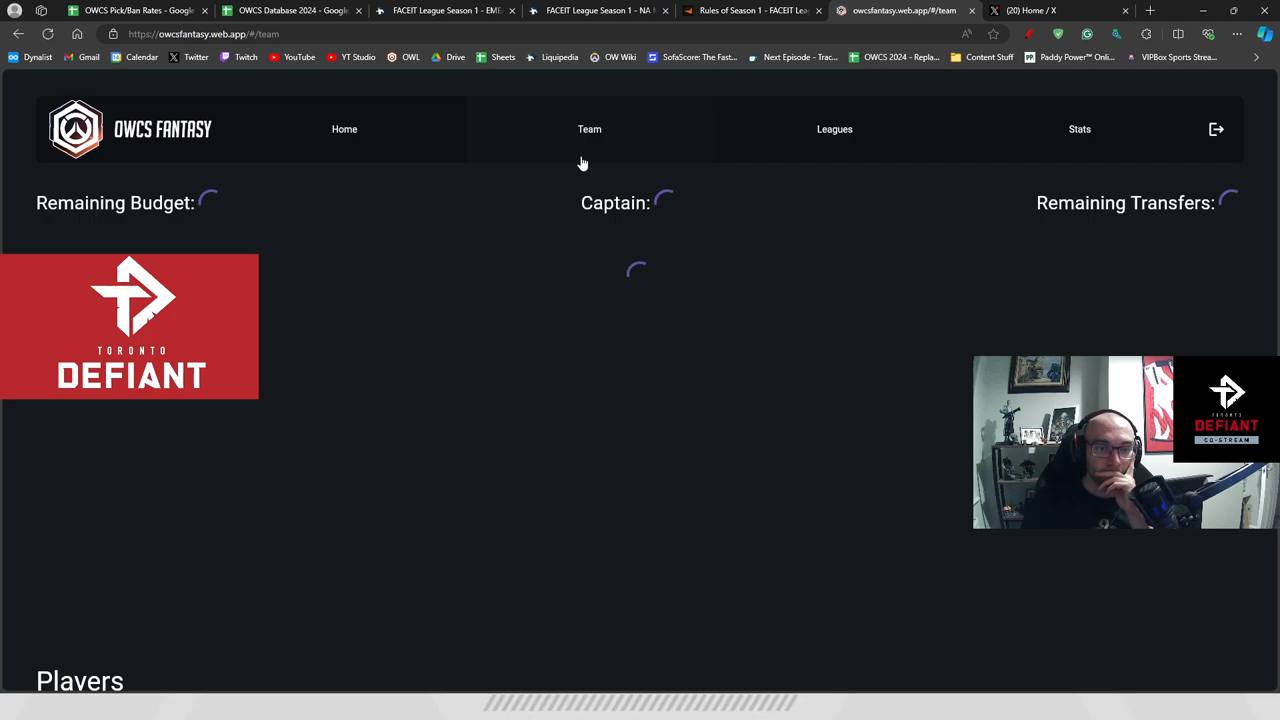 OWCS Pick/Ban Rates - Google
OWCS Database 2024 - Google
FACEIT League Season 1 - EME
FACEIT League Season 1 - NA
Rules of Season 1 - FACEIT Lea
owcsfantasy.web.app/#/team
(20) Home / X
https://owcsfantasy.web.app/#/team
Dynalist
Gmail
Calendar
Twitter
Twitch
YouTube
YT Studio
OWL
Drive
Sheets
Liquipedia
OW Wiki
SofaScore: The Fast...
Next Episode - Trac...
OWCS 2024 - Repla...
Content Stuff
Paddy Power™ Onli...
VIPBox Sports Strea...
OWCS FANTASY
Home
Team
Leagues
Stats
Remaining Budget:
Captain:
Remaining Transfers:
TORONTO
DEFIANT
TORONTO
DEFIANT
CO-STREAM
Players